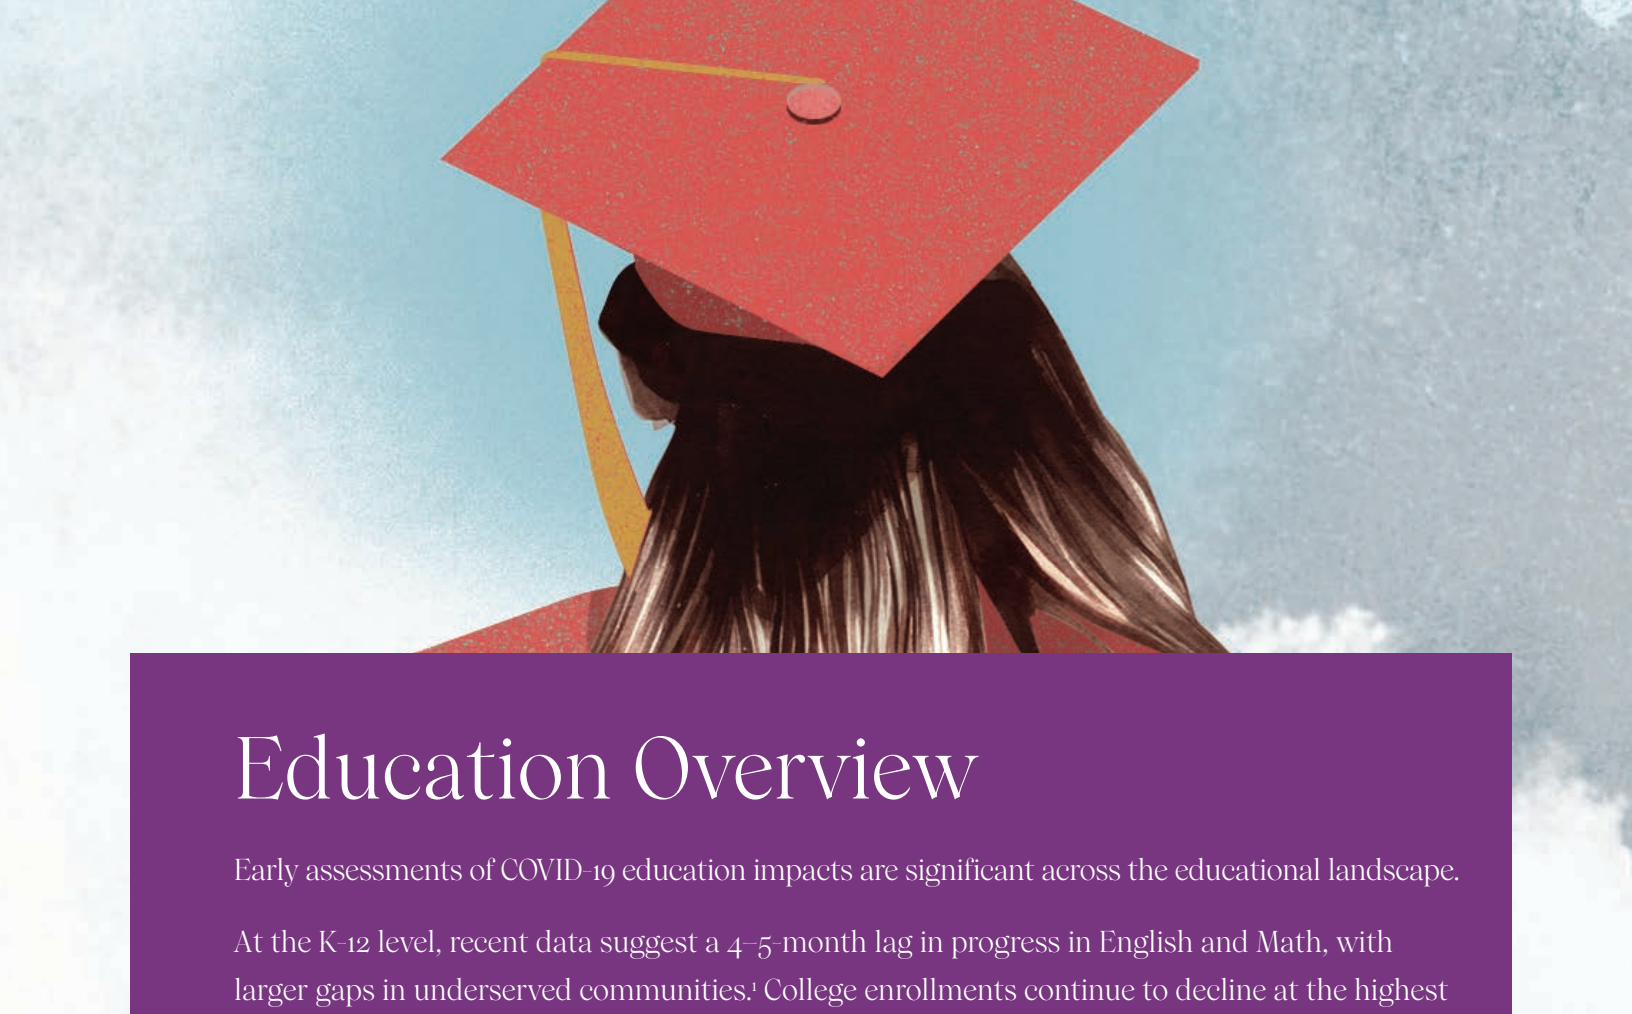 Education Overview
Early assessments of COVID-19 education impacts are significant across the educational landscape.
At the K-12 level, recent data suggest a 4–5-month lag in progress in English and Math, with
larger gaps in underserved communities.¹ College enrollments continue to decline at the highest